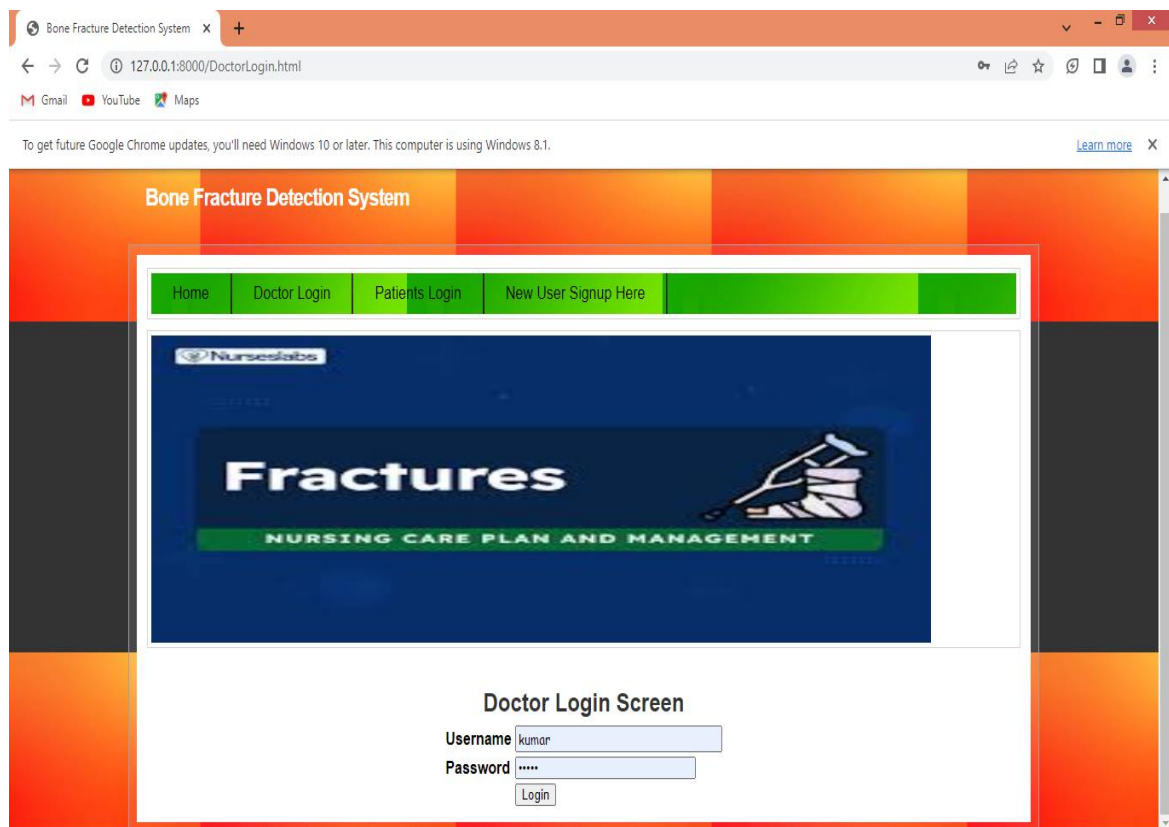 Bone Fracture Detection System
127.0.0.1:8000/DoctorLogin.html
Gmail YouTube Maps
To get future Google Chrome updates, you'll need Windows 10 or later. This computer is using Windows 8.1. Learn more
Bone Fracture Detection System
Home Doctor Login Patients Login New User Signup Here
Nurseslabs
Fractures
NURSING CARE PLAN AND MANAGEMENT
Doctor Login Screen
Username kumar
Password •••••
Login